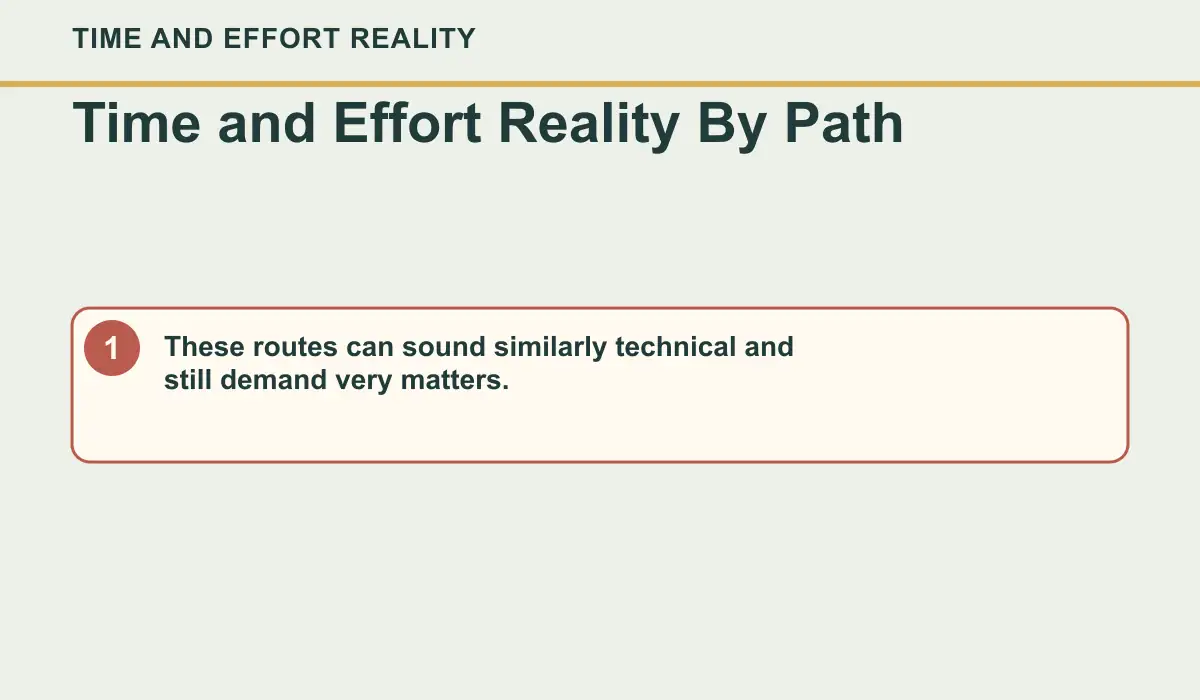 TIME AND EFFORT REALITY
Time and Effort Reality By Path
1
These routes can sound similarly technical and
still demand very matters.